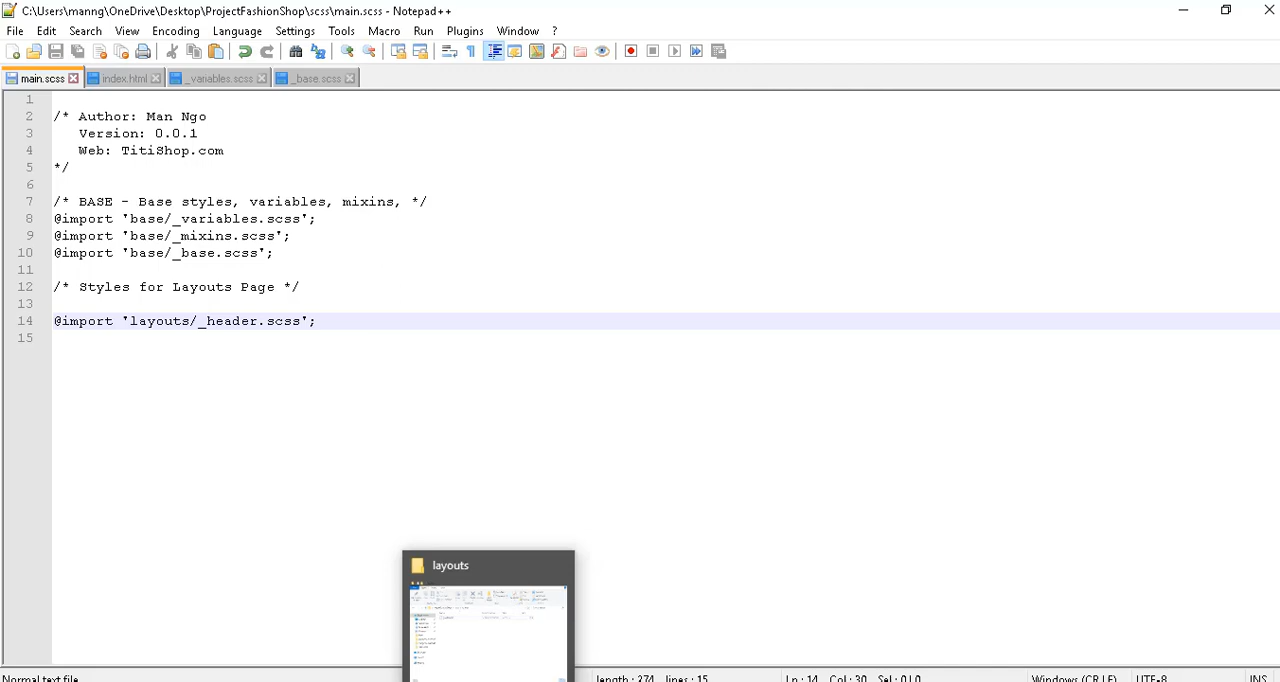 C:\Users\manng\OneDrive\Desktop\ProjectFashionShop\scss\main.scss - Notepad++
File Edit Search View Encoding Language Settings Tools Macro Run Plugins Window ?
main.scss index.html _variables.scss _base.scss
1
2 /* Author: Man Ngo
3 Version: 0.0.1
4 Web: TitiShop.com
5 */
6
7 /* BASE - Base styles, variables, mixins, */
8 @import 'base/_variables.scss';
9 @import 'base/_mixins.scss';
10 @import 'base/_base.scss';
11
12 /* Styles for Layouts Page */
13
14 @import 'layouts/_header.scss';
15
layouts
Normal text file length : 274 lines : 15 Ln : 14 Col : 30 Sel : 0 | 0 Windows (CR LF) UTF-8 INS